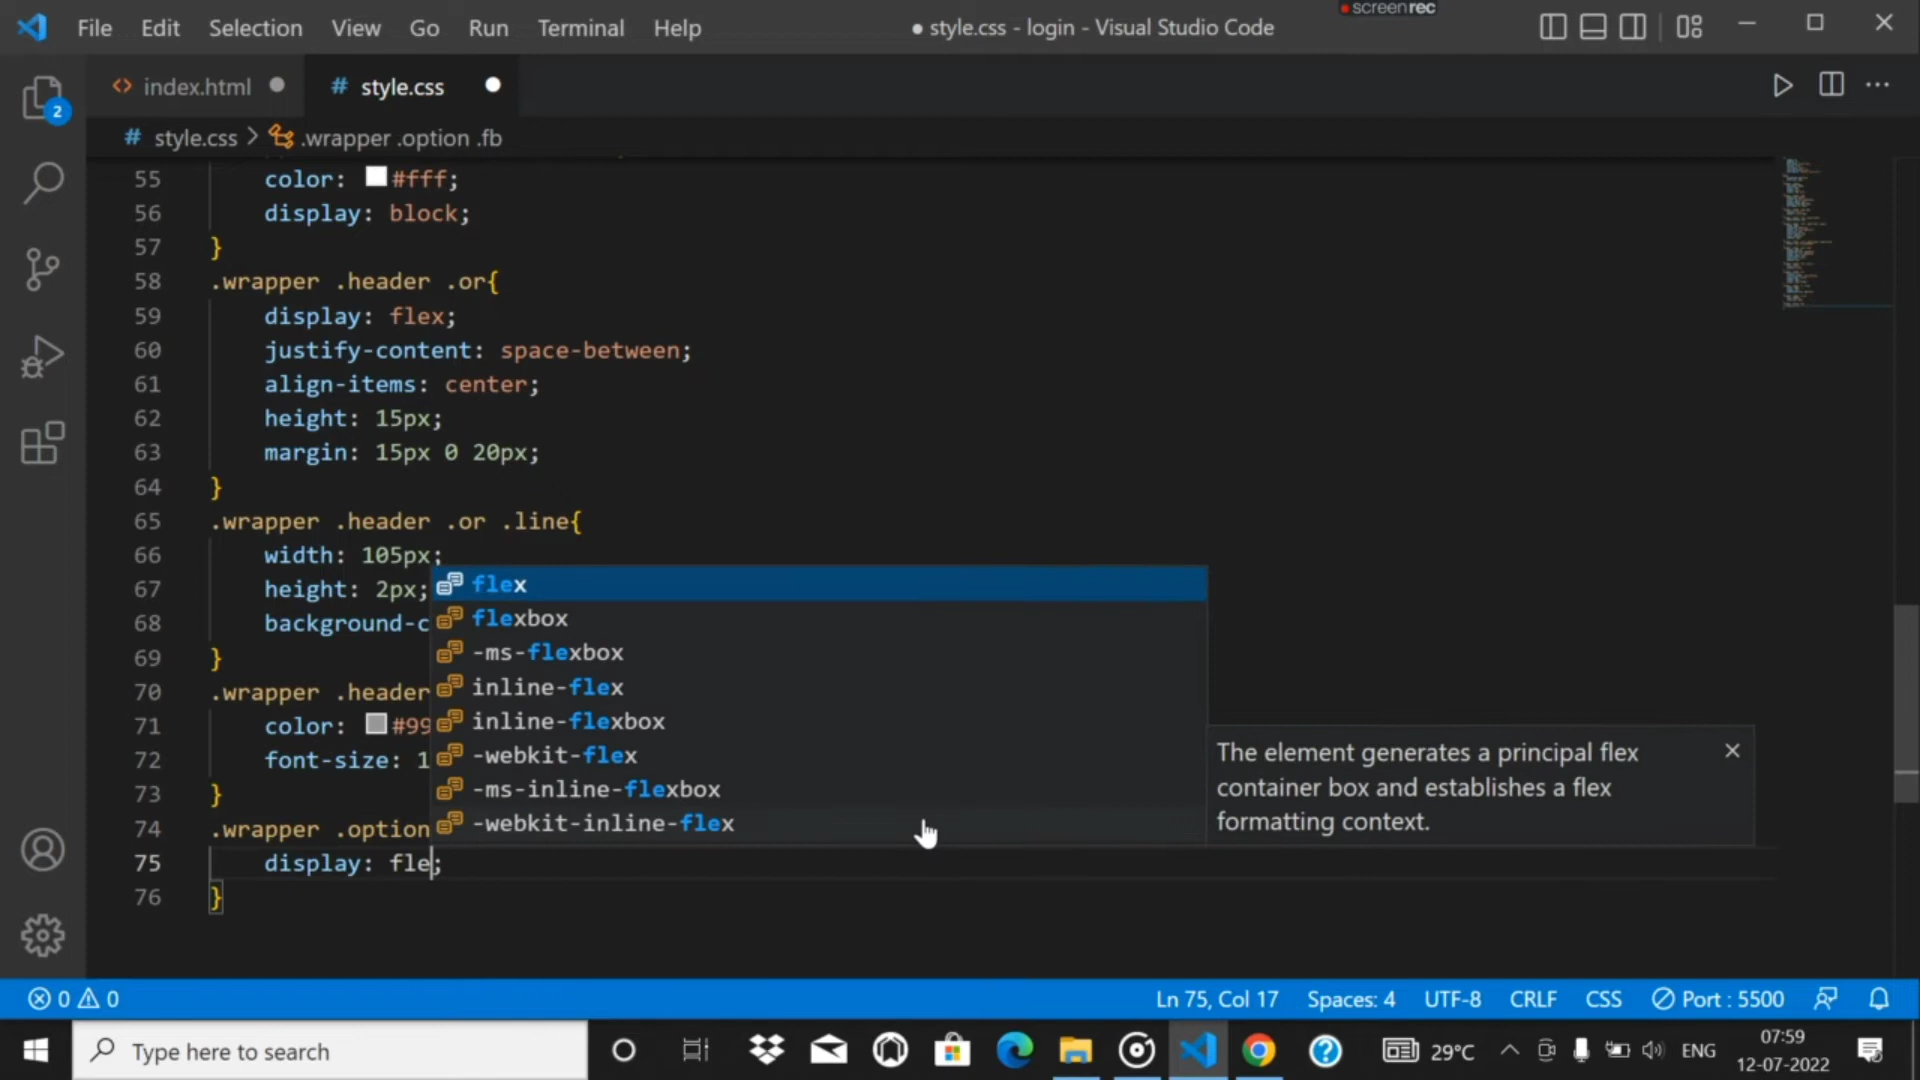 screenrec
File Edit Selection View Go Run Terminal Help
● style.css - login - Visual Studio Code
2
<> index.html ●
# style.css ●
# style.css > .wrapper .option .fb
55 color: #fff;
56 display: block;
57 }
58 .wrapper .header .or{
59 display: flex;
60 justify-content: space-between;
61 align-items: center;
62 height: 15px;
63 margin: 15px 0 20px;
64 }
65 .wrapper .header .or .line{
66 width: 105px;
67 height: 2px;
68 background-c
69 }
70 .wrapper .header
71 color: #99
72 font-size: 1
73 }
74 .wrapper .option
75 display: fle;
76 }
flex
flexbox
-ms-flexbox
inline-flex
inline-flexbox
-webkit-flex
-ms-inline-flexbox
-webkit-inline-flex
The element generates a principal flex
container box and establishes a flex
formatting context.
0 0
Ln 75, Col 17 Spaces: 4 UTF-8 CRLF CSS Port : 5500
Type here to search
29°C ENG
07:59
12-07-2022